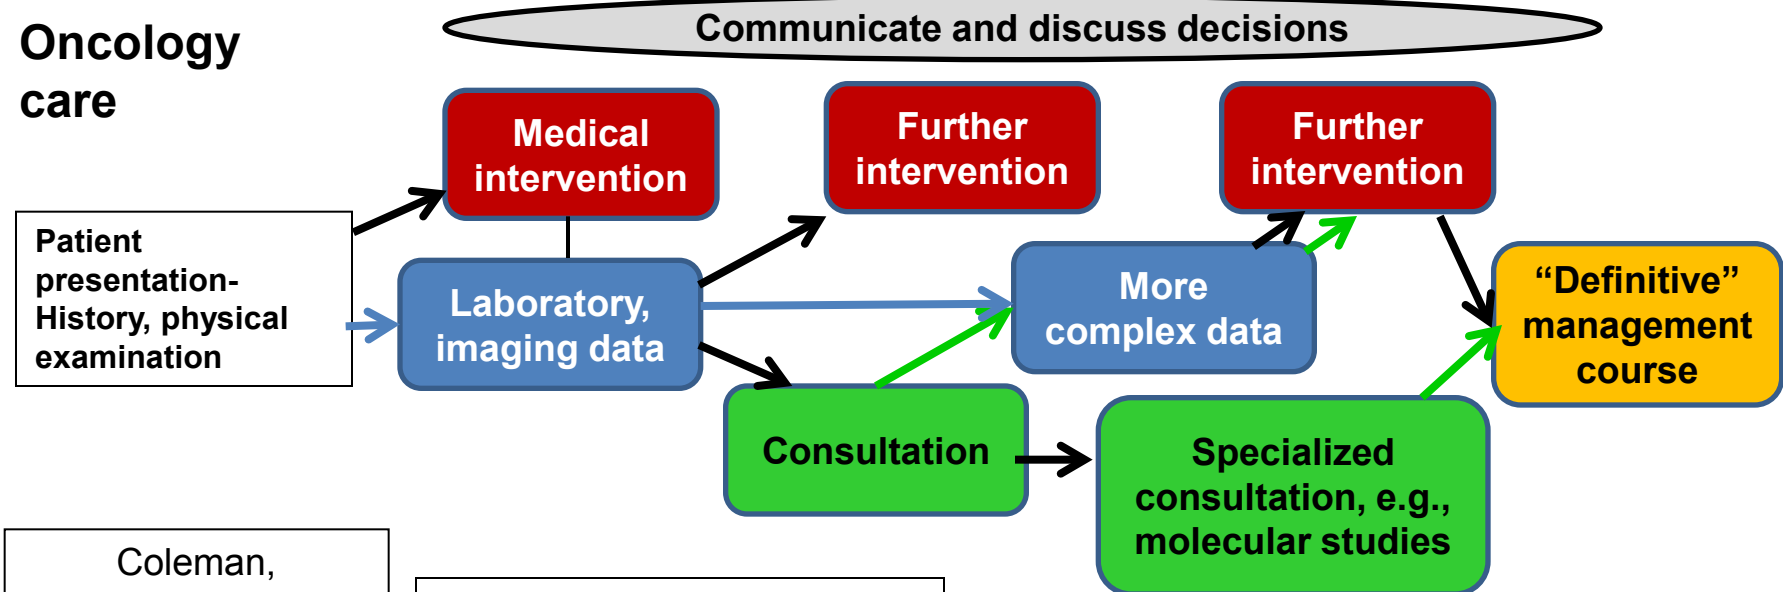 Oncology
care
Communicate and discuss decisions
Medical
intervention
Further
intervention
Further
intervention
Patient
presentation-
History, physical
examination
Laboratory,
imaging data
More
complex data
“Definitive”
management
course
Consultation
Specialized
consultation, e.g.,
molecular studies
Coleman,